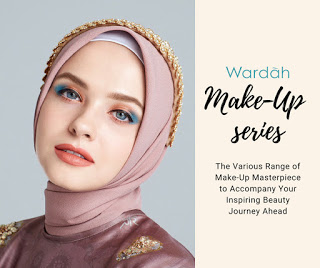 Wardah
Make-Up
series
The Various Range of
Make-Up Masterpiece
to Accompany Your
Inspiring Beauty
Journey Ahead